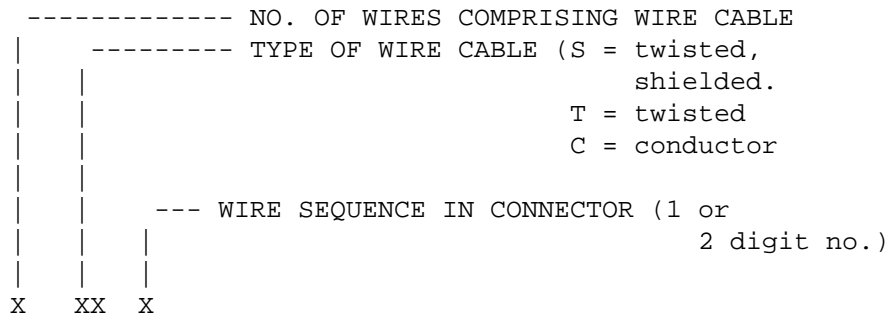 ------------- NO. OF WIRES COMPRISING WIRE CABLE
| --------- TYPE OF WIRE CABLE (S = twisted,
| | shielded.
| | T = twisted
| | C = conductor
| |
| | --- WIRE SEQUENCE IN CONNECTOR (1 or
| | | 2 digit no.)
| | |
X XX X